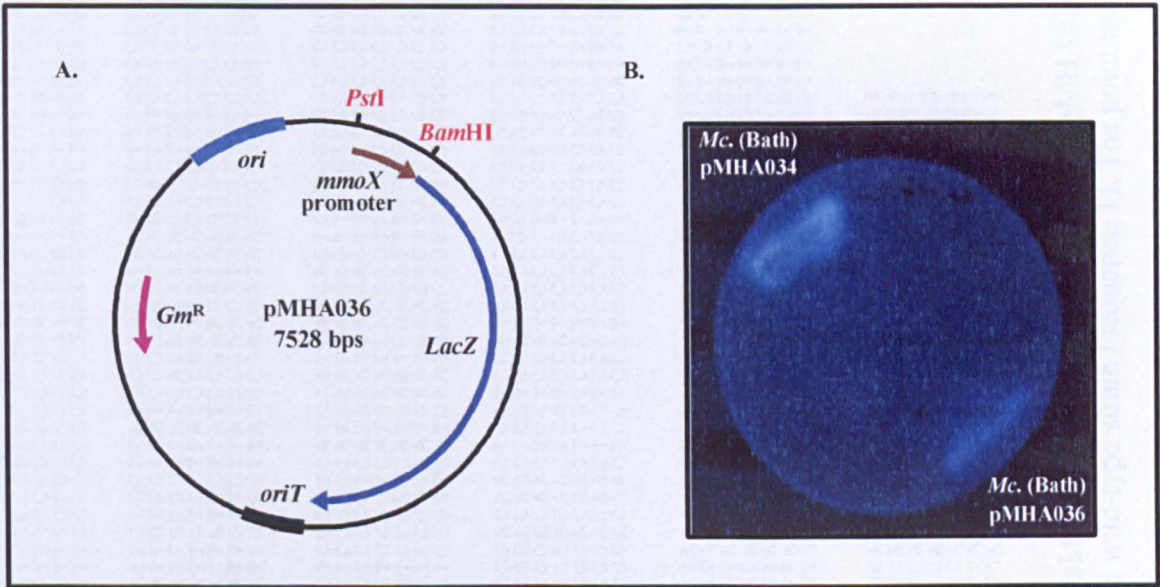 A.
B.
PstI
BamHI
ori
mmoX
promoter
GmR
pMHA036
7528 bps
LacZ
oriT
Mc. (Bath)
pMHA034
Mc. (Bath)
pMHA036